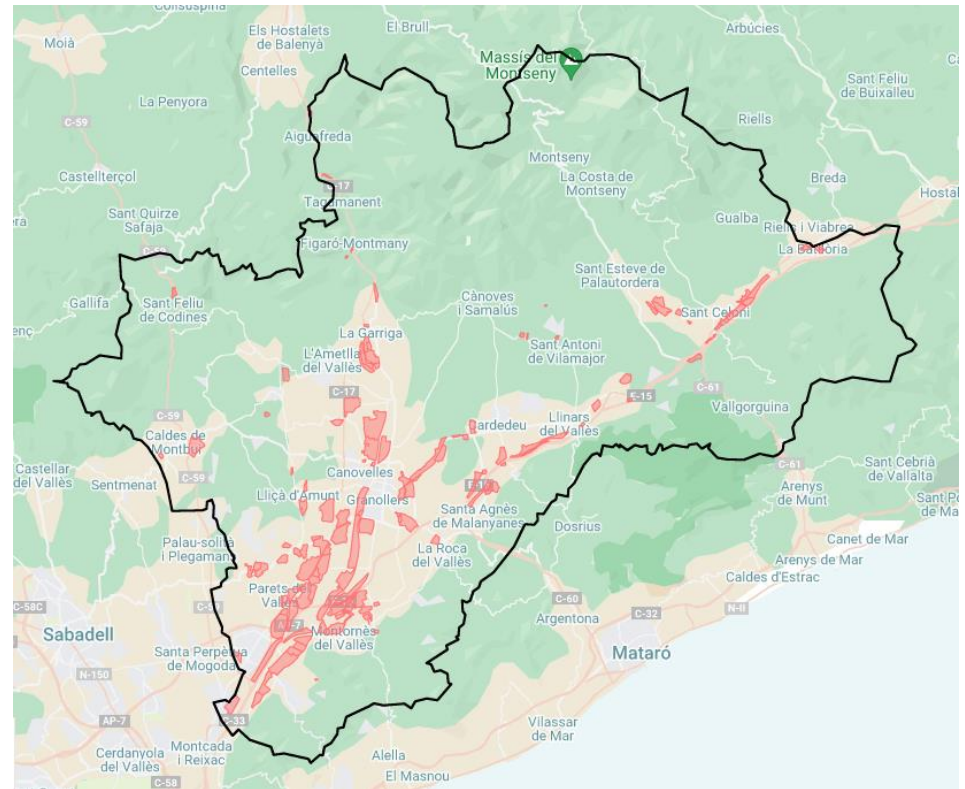 Els Hostalets
de Balenyà
El Brull
Arbúcies
Moià
Centelles
Massís del
Montseny
Sant Feliu
de Buixalleu
La Penyora
C-59
Riells
Aiguafreda
Montseny
La Costa de
Montseny
Breda
Castellterçol
C-17
Tagamanent
Hostal
Sant Quirze
Safaja
Gualba
Riells i Viabrea
Figaró-Montmany
La Batllòria
C-59
Sant Esteve de
Palautordera
Gallifa
Sant Feliu
de Codines
Cànoves
i Samalús
Sant Celoni
La Garriga
Sant Antoni
de Vilamajor
L'Ametlla
del Vallès
C-17
C-61
E-15
Vallgorguina
C-59
Caldes de
Montbui
Cardedeu
Llinars
del Vallès
Castellar
del Vallès
Sentmenat
C-59
Canovelles
C-61
Sant Cebrià
de Vallalta
Lliçà d'Amunt
Granollers
E-15
Arenys
de Munt
Santa Agnès
de Malanyanes
Dosrius
Palau-solità
i Plegamans
La Roca
del Vallès
Canet de Mar
Arenys de Mar
Caldes d'Estrac
Parets del
Vallès
C-60
C-32
N-II
C-58C
Argentona
Sabadell
AP-7
Montornès
del Vallès
Santa Perpètua
de Mogoda
Mataró
N-150
AP-7
C-33
Vilassar
de Mar
Cerdanyola
del Vallès
Montcada
i Reixac
Alella
C-58
El Masnou